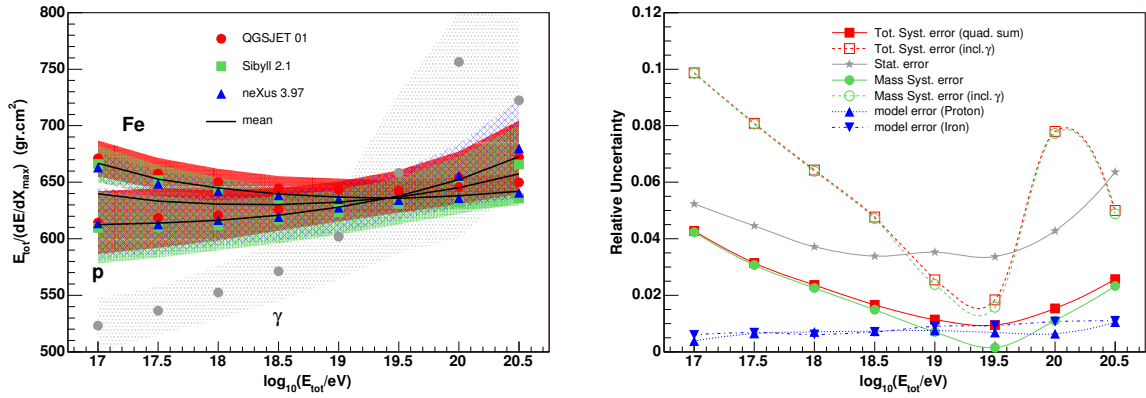 800
750
700
650
600
550
500
E_tot/(dE/dX_max) (gr.cm²)
QGSJET 01
Sibyll 2.1
neXus 3.97
mean
Fe
p
γ
17 17.5 18 18.5 19 19.5 20 20.5
log₁₀(E_tot/eV)
0.12
0.1
0.08
0.06
0.04
0.02
0
Relative Uncertainty
Tot. Syst. error (quad. sum)
Tot. Syst. error (incl. γ)
Stat. error
Mass Syst. error
Mass Syst. error (incl. γ)
model error (Proton)
model error (Iron)
17 17.5 18 18.5 19 19.5 20 20.5
log₁₀(E_tot/eV)